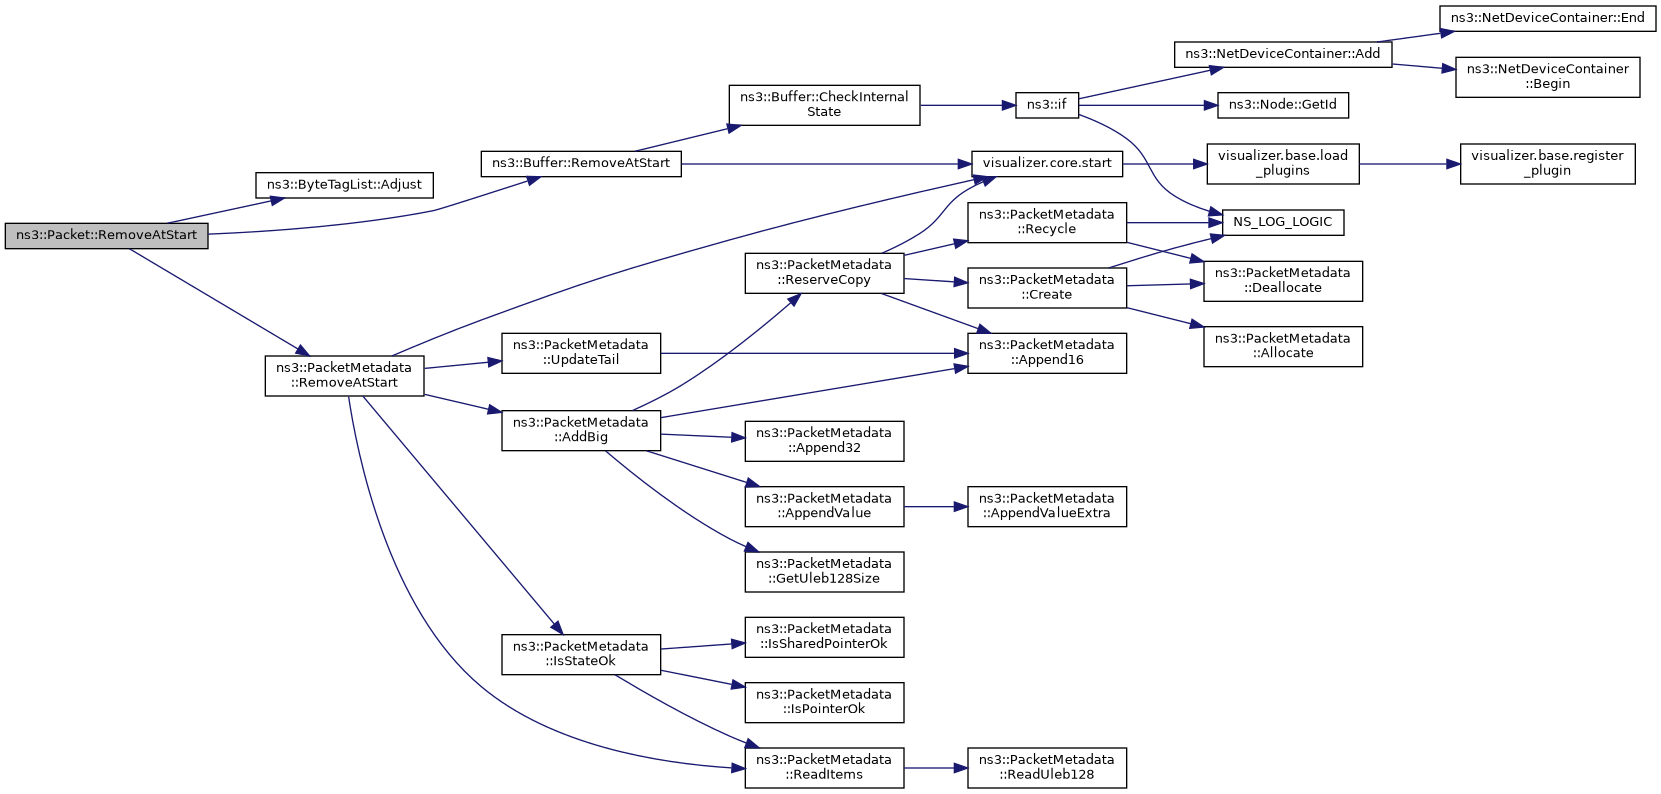 ns3::NetDeviceContainer::End
ns3::NetDeviceContainer::Add
ns3::NetDeviceContainer
::Begin
ns3::Buffer::CheckInternal
State
ns3::if
ns3::Node::GetId
ns3::Buffer::RemoveAtStart
visualizer.core.start
visualizer.base.load
_plugins
visualizer.base.register
_plugin
ns3::ByteTagList::Adjust
ns3::Packet::RemoveAtStart
ns3::PacketMetadata
::Recycle
NS_LOG_LOGIC
ns3::PacketMetadata
::ReserveCopy
ns3::PacketMetadata
::Create
ns3::PacketMetadata
::Deallocate
ns3::PacketMetadata
::RemoveAtStart
ns3::PacketMetadata
::UpdateTail
ns3::PacketMetadata
::Append16
ns3::PacketMetadata
::Allocate
ns3::PacketMetadata
::AddBig
ns3::PacketMetadata
::Append32
ns3::PacketMetadata
::AppendValue
ns3::PacketMetadata
::AppendValueExtra
ns3::PacketMetadata
::GetUleb128Size
ns3::PacketMetadata
::IsStateOk
ns3::PacketMetadata
::IsSharedPointerOk
ns3::PacketMetadata
::IsPointerOk
ns3::PacketMetadata
::ReadItems
ns3::PacketMetadata
::ReadUleb128